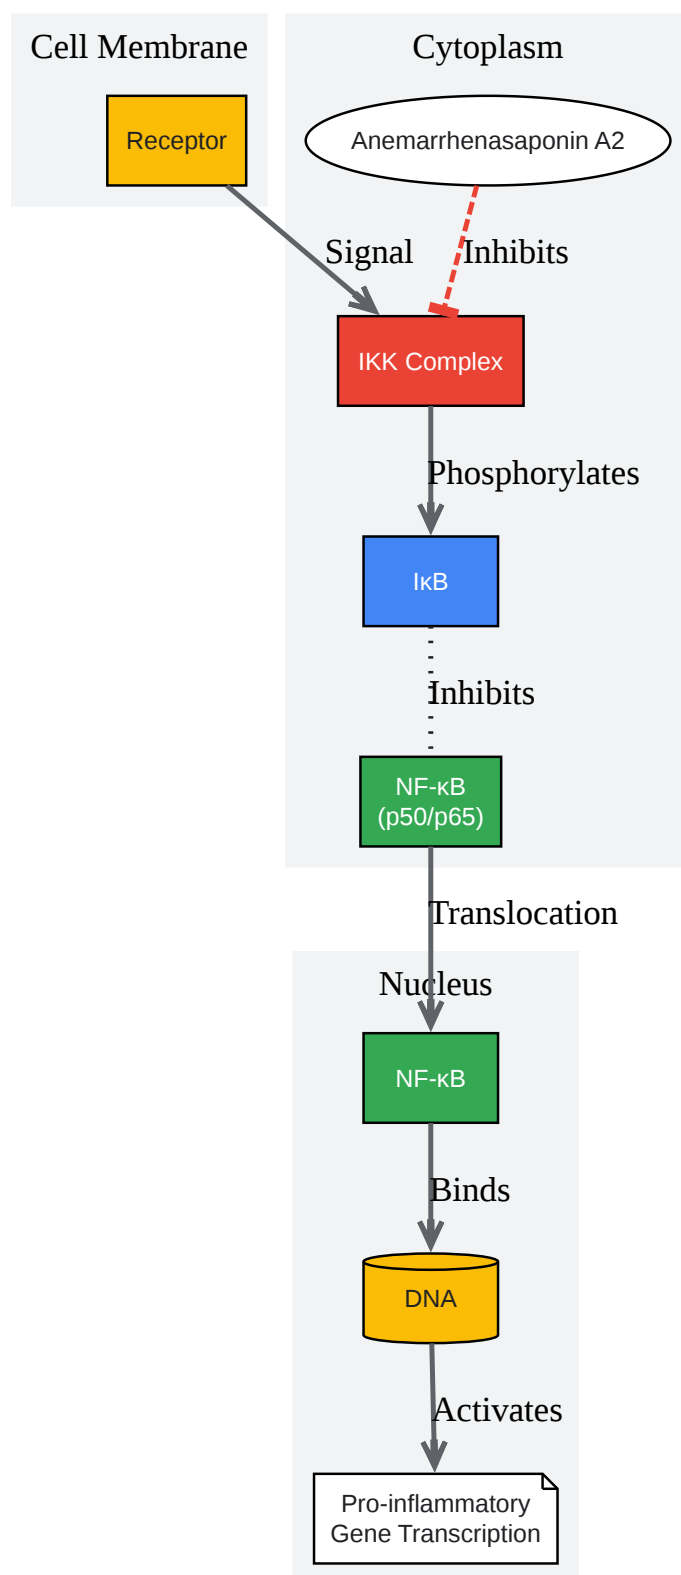 Cell Membrane
Cytoplasm
Receptor
Anemarrhenasaponin A2
Signal
Inhibits
IKK Complex
Phosphorylates
IκB
Inhibits
NF-κB
(p50/p65)
Translocation
Nucleus
NF-κB
Binds
DNA
Activates
Pro-inflammatory
Gene Transcription